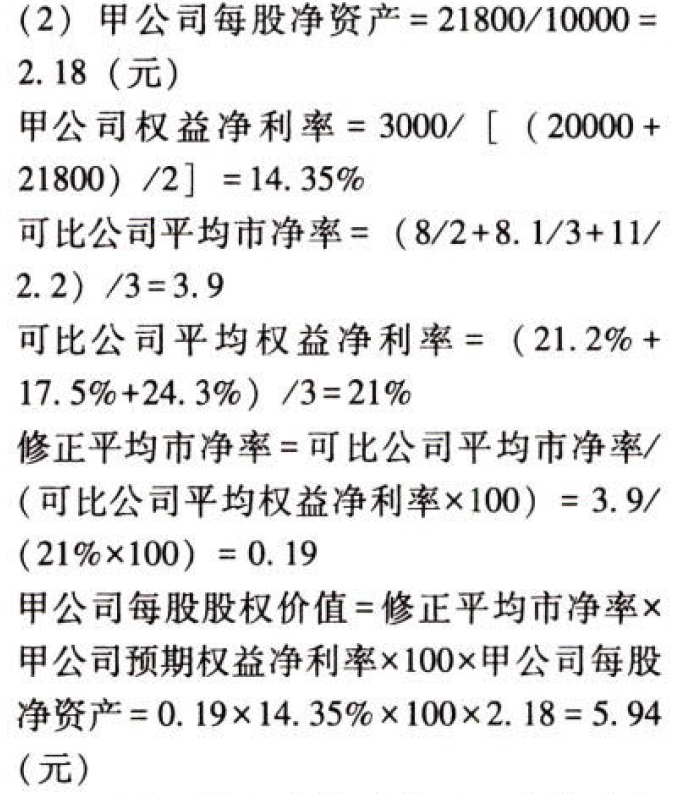 (2) 甲公司每股净资产=21800/10000=
2.18（元）
甲公司权益净利率=3000/［（20000+
21800）/2］=14.35%
可比公司平均市净率=（8/2+8.1/3+11/
2.2）/3=3.9
可比公司平均权益净利率=（21.2%+
17.5%+24.3%）/3=21%
修正平均市净率=可比公司平均市净率/
（可比公司平均权益净利率×100）=3.9/
（21%×100）=0.19
甲公司每股股权价值=修正平均市净率×
甲公司预期权益净利率×100×甲公司每股
净资产=0.19×14.35%×100×2.18=5.94
（元）